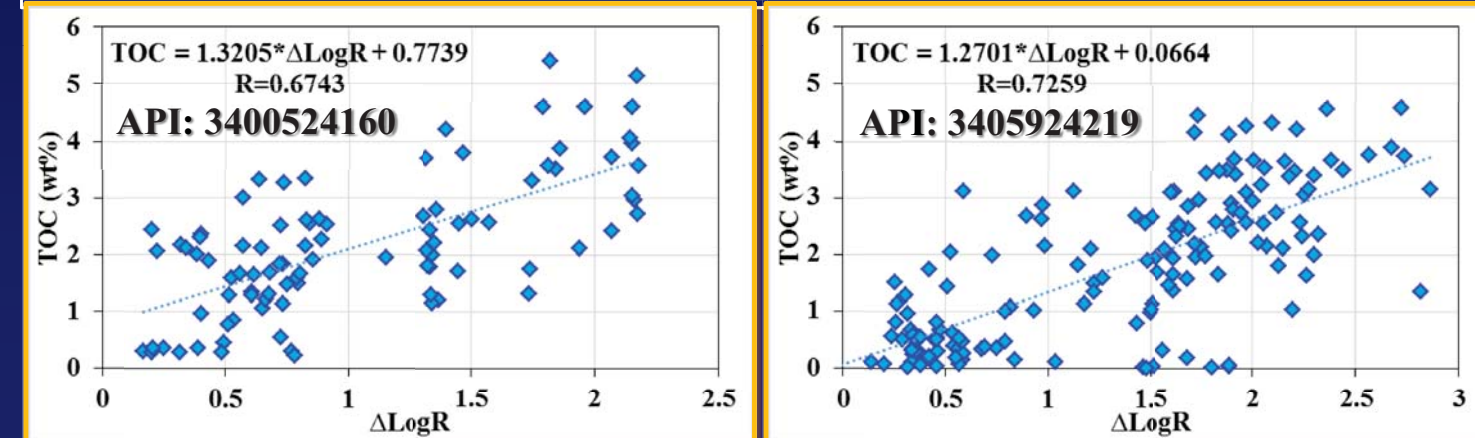 TOC = 1.3205*ΔLogR + 0.7739
R=0.6743
API: 3400524160
TOC (wt%)
6
5
4
3
2
1
0
0 0.5 1 1.5 2 2.5
ΔLogR
TOC = 1.2701*ΔLogR + 0.0664
R=0.7259
API: 3405924219
TOC (wt%)
6
5
4
3
2
1
0
0 0.5 1 1.5 2 2.5 3
ΔLogR